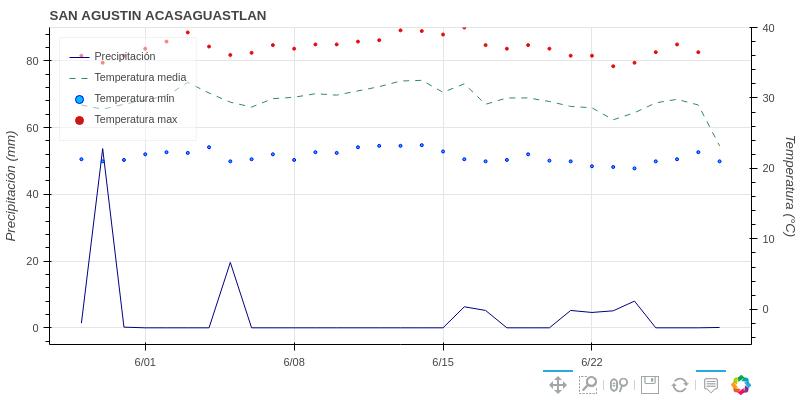 SAN AGUSTIN ACASAGUASTLAN
Precipitación
Temperatura media
Temperatura min
Temperatura max
80
60
40
20
0
Precipitación (mm)
40
30
20
10
0
Temperatura (°C)
6/01
6/08
6/15
6/22